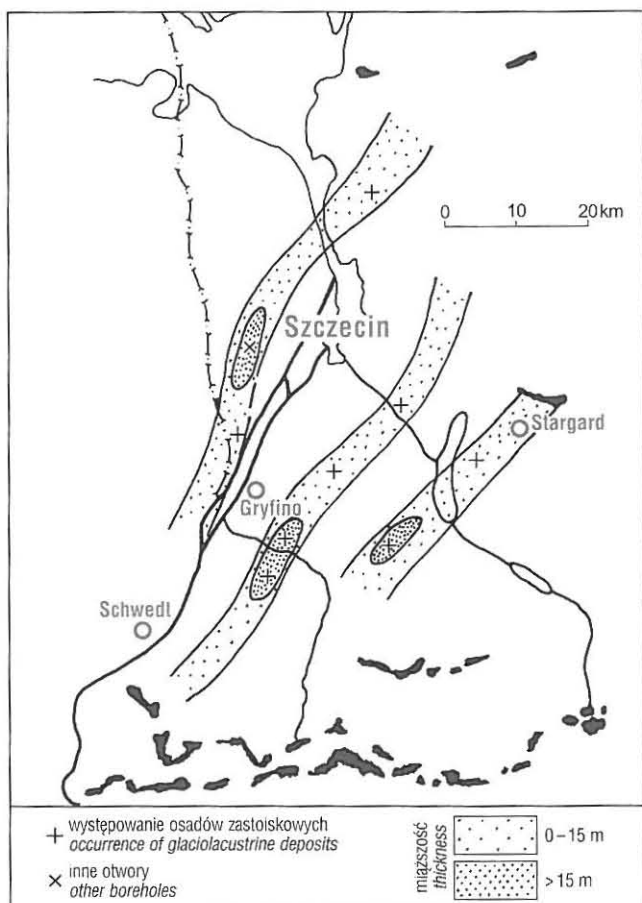 0 10 20 km
Szczecin
Stargard
Gryfino
Schwedt
występowanie osadów zastoiskowych
occurrence of glaciolacustrine deposits
inne otwory
other boreholes
miąższość
thickness
0–15 m
>15 m